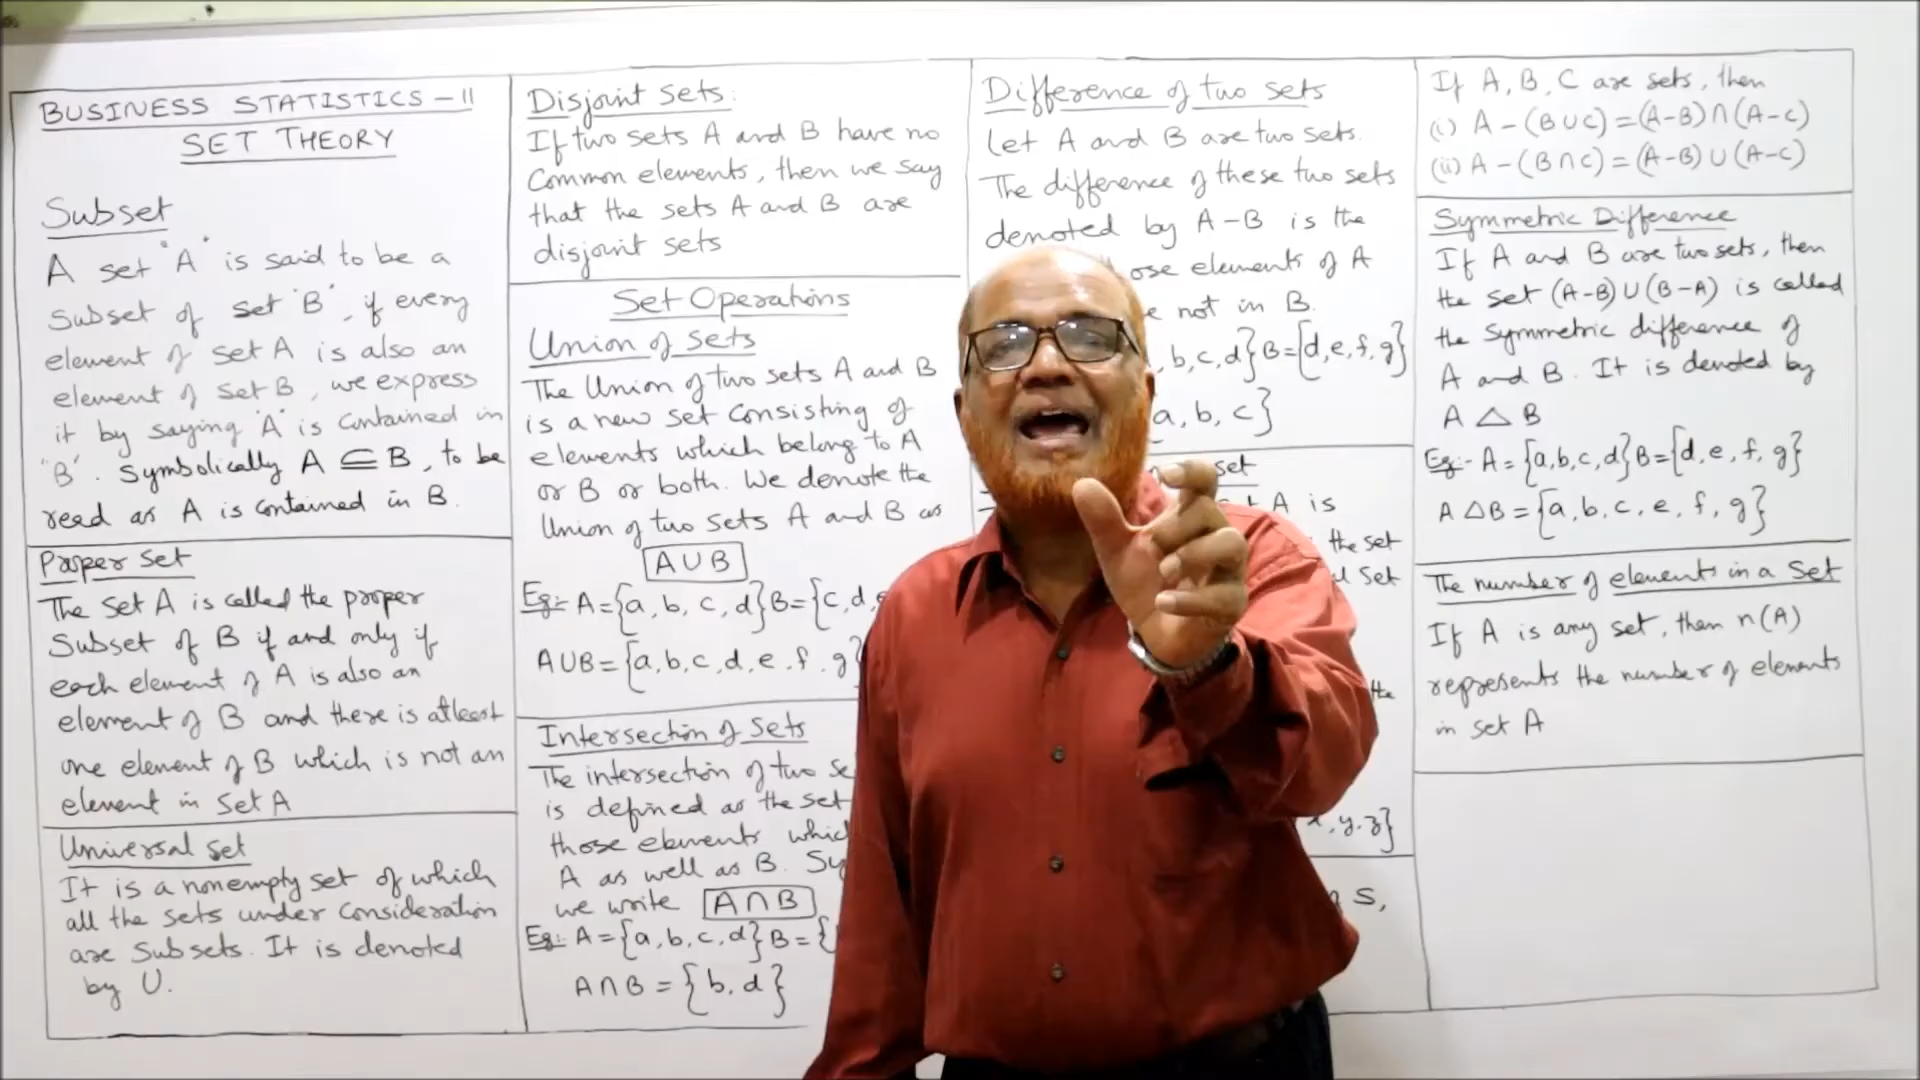 BUSINESS STATISTICS - II
SET THEORY
Subset
A set "A" is said to be a
subset of set "B", if every
element of set A is also an
element of set B, we express
it by saying "A" is contained in
"B". Symbolically A ⊆ B, to be
read as A is contained in B.
Proper set
The set A is called the proper
subset of B if and only if
each element of A is also an
element of B and there is atleast
one element of B which is not an
element in set A
Universal set
It is a nonempty set of which
all the sets under consideration
are subsets. It is denoted
by U.
Disjoint sets:
If two sets A and B have no
common elements, then we say
that the sets A and B are
disjoint sets
Set Operations
Union of sets
The Union of two sets A and B
is a new set consisting of
elements which belong to A
or B or both. We denote the
Union of two sets A and B as
A∪B
Eg:- A={a, b, c, d} B={c, d,
A∪B={a, b, c, d, e, f, g}
Intersection of sets
The intersection of two
is defined as the set
those elements
A as well as B.
we write A∩B
Eg:- A={a, b, c, d} B={
A∩B = {b, d}
Difference of two sets
Let A and B are two sets.
The difference of these two sets
denoted by A-B is the
elements of A
not in B.
b, c, d} B={d, e, f, g}
a, b, c}
set
A is
the set
set
the
, y, z}
S,
If A, B, C are sets, then
(i) A-(B∪C)=(A-B)∩(A-C)
(ii) A-(B∩C)=(A-B)∪(A-C)
Symmetric Difference
If A and B are two sets, then
the set (A-B)∪(B-A) is called
the symmetric difference of
A and B. It is denoted by
A △ B
Eg:- A={a, b, c, d} B={d, e, f, g}
A△B={a, b, c, e, f, g}
The number of elements in a set
If A is any set, then n(A)
represents the number of elements
in set A